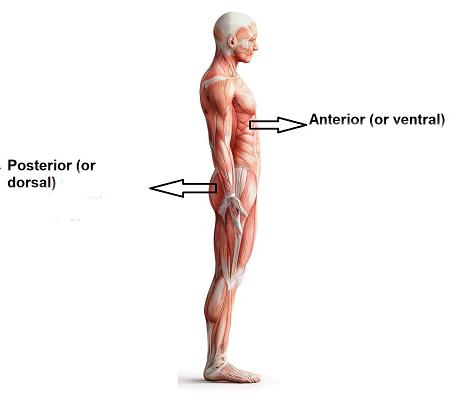 Anterior (or ventral)
Posterior (or
dorsal)